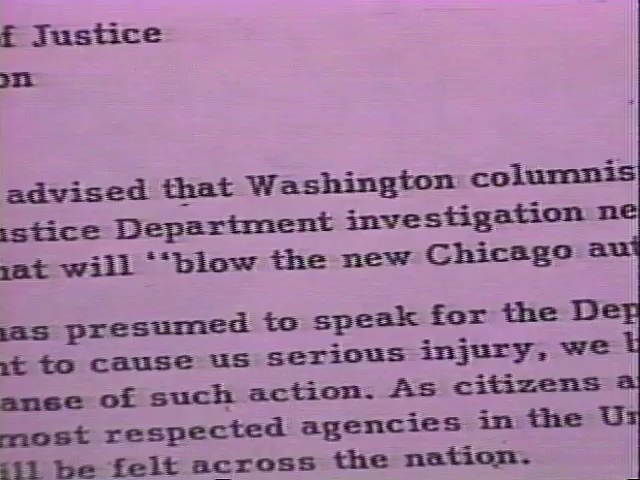 f Justice
on
advised that Washington columnis
ustice Department investigation ne
hat will "blow the new Chicago aut
has presumed to speak for the Dep
nt to cause us serious injury, we b
anse of such action. As citizens a
most respected agencies in the Un
ill be felt across the nation.